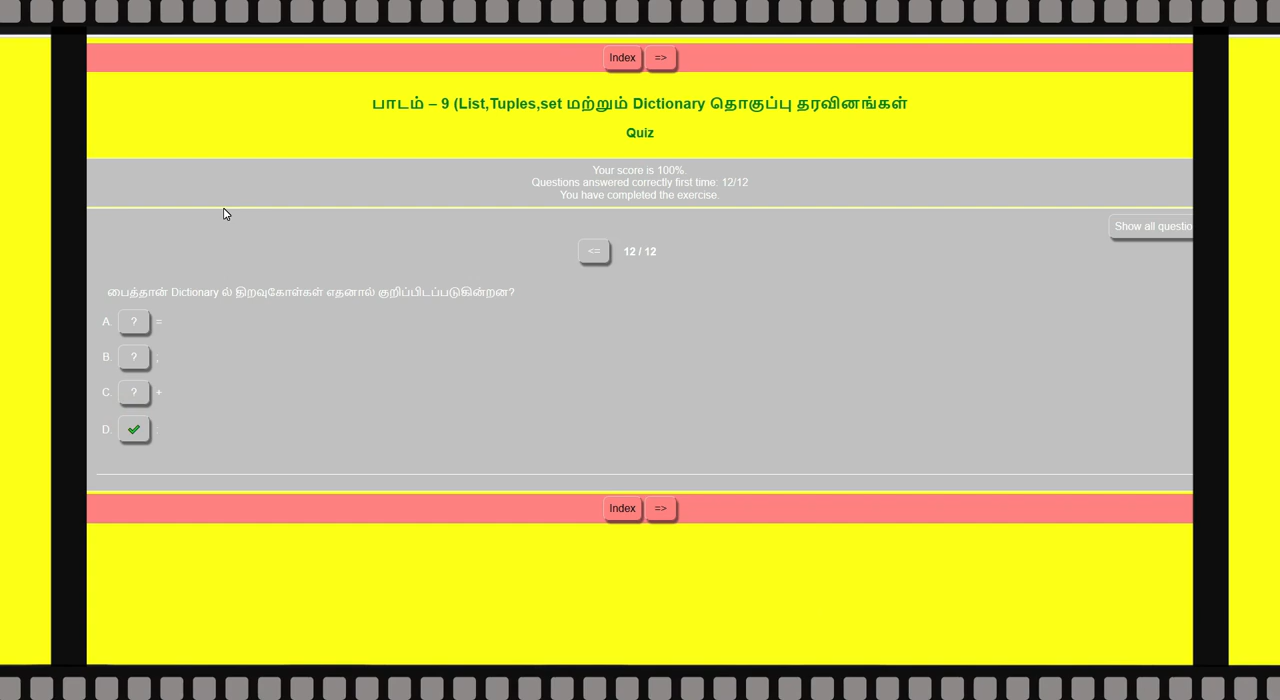 Index =>
பாடம் – 9 (List,Tuples,set மற்றும் Dictionary தொகுப்பு தரவினங்கள்
Quiz
Your score is 100%.
Questions answered correctly first time: 12/12
You have completed the exercise.
Show all questio
<= 12 / 12
பைத்தான் Dictionary ல் திறவுகோள்கள் எதனால் குறிப்பிடப்படுகின்றன?
A. ? =
B. ? ;
C. ? +
D. :
Index =>